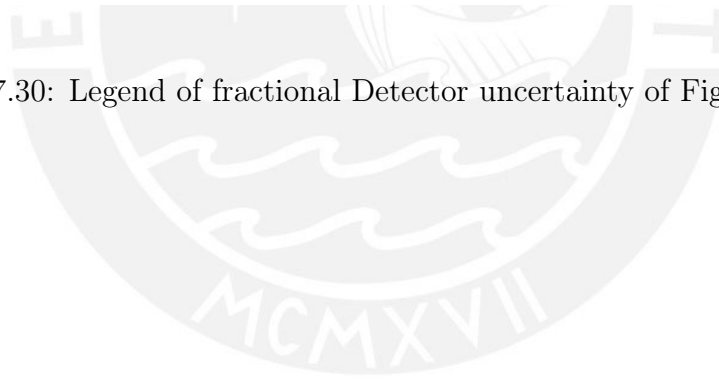 E T
7.30: Legend of fractional Detector uncertainty of Fig
MCMXVII